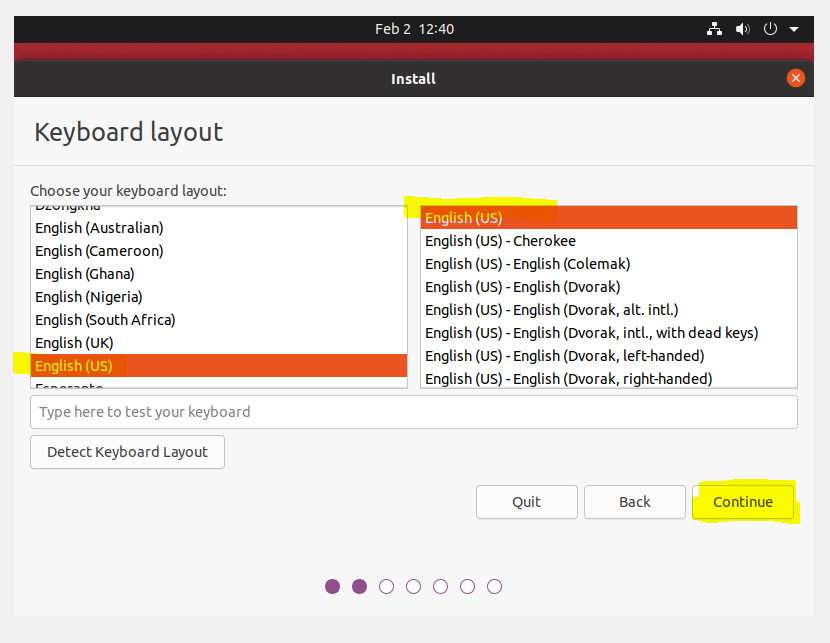 Feb 2 12:40
Install
Keyboard layout
Choose your keyboard layout:
Dzongkha
English (Australian)
English (Cameroon)
English (Ghana)
English (Nigeria)
English (South Africa)
English (UK)
English (US)
Esperanto
English (US)
English (US) - Cherokee
English (US) - English (Colemak)
English (US) - English (Dvorak)
English (US) - English (Dvorak, alt. intl.)
English (US) - English (Dvorak, intl., with dead keys)
English (US) - English (Dvorak, left-handed)
English (US) - English (Dvorak, right-handed)
Type here to test your keyboard
Detect Keyboard Layout
Quit
Back
Continue